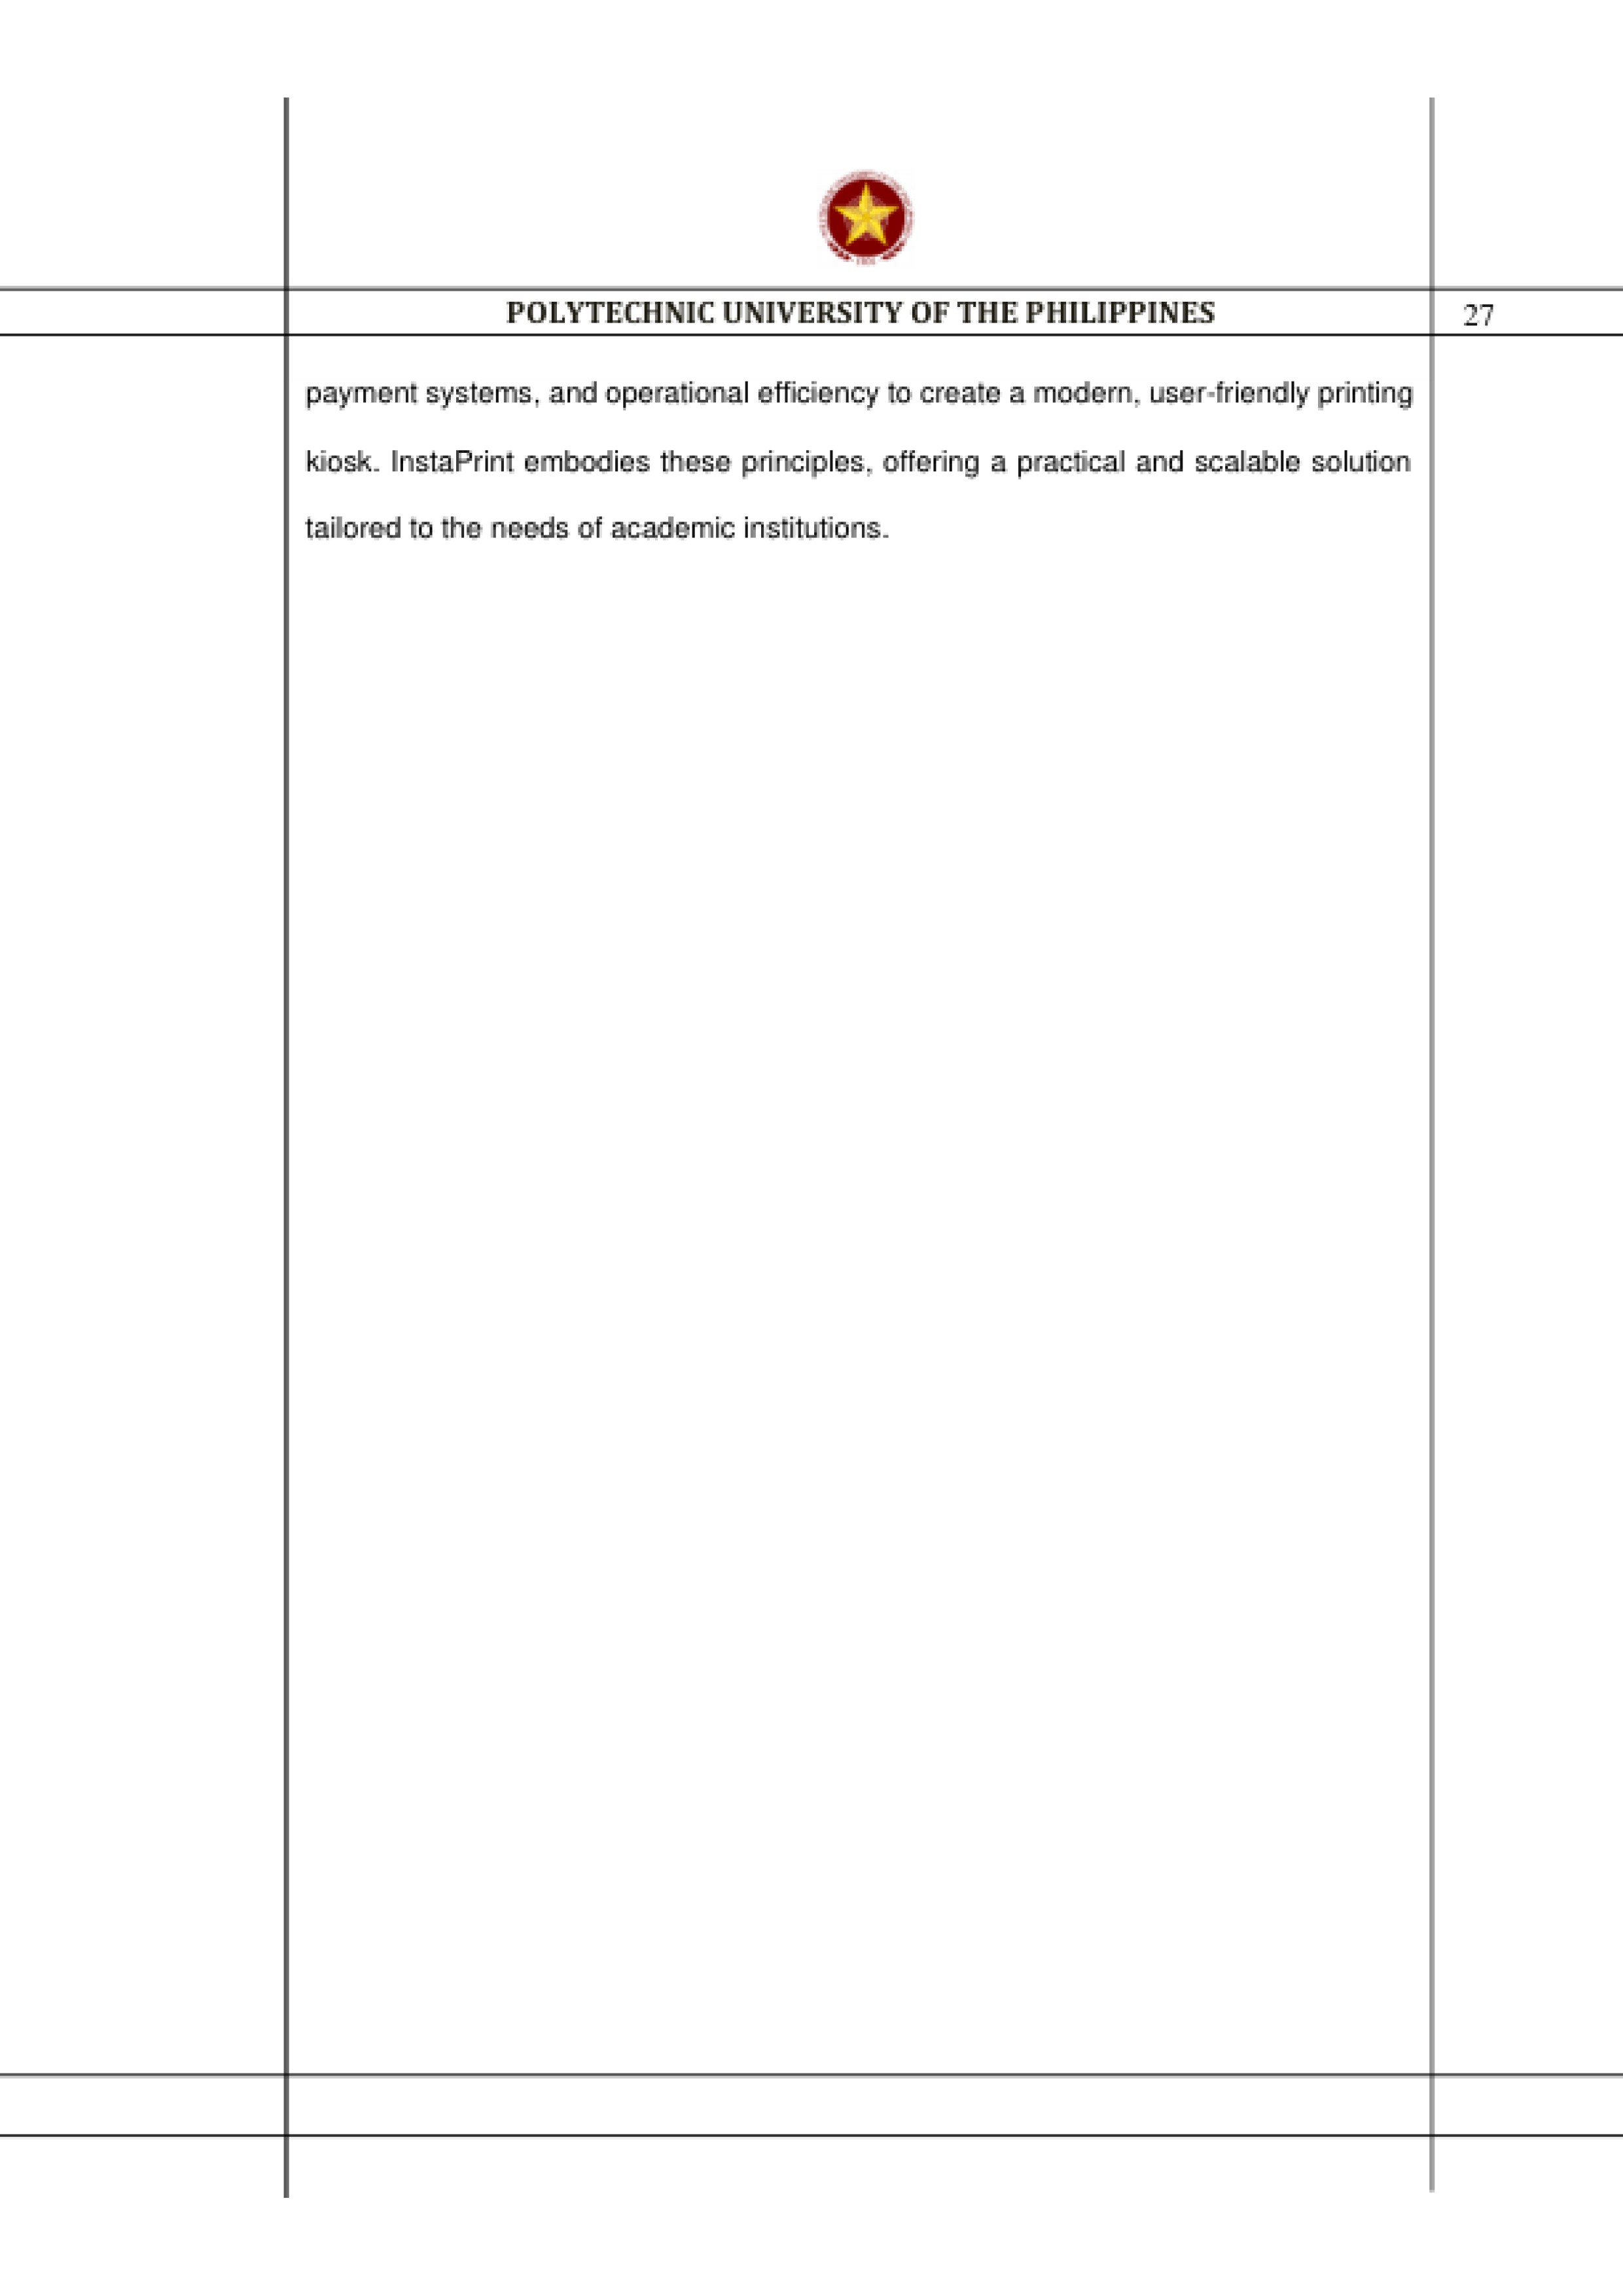 POLYTECHNIC UNIVERSITY OF THE PHILIPPINES
27
payment systems, and operational efficiency to create a modern, user-friendly printing
kiosk. InstaPrint embodies these principles, offering a practical and scalable solution
tailored to the needs of academic institutions.